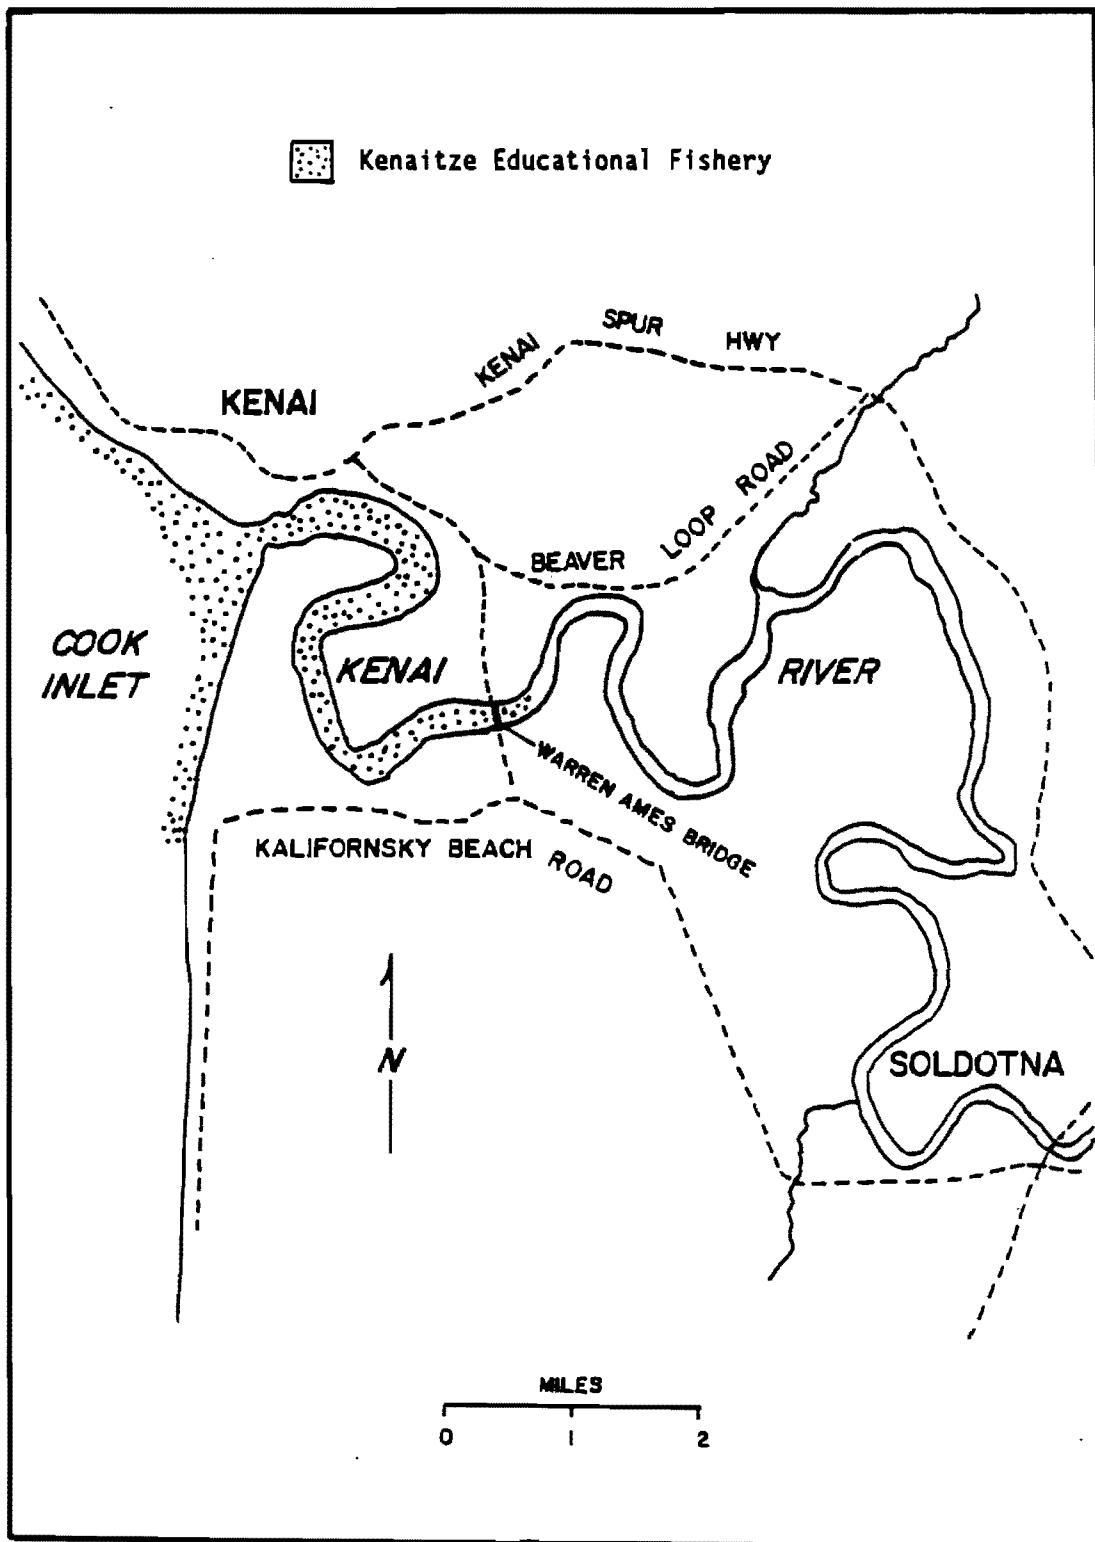 Kenaitze Educational Fishery
KENAI SPUR HWY
KENAI
BEAVER LOOP ROAD
COOK
INLET
KENAI RIVER
WARREN AMES BRIDGE
KALIFORNSKY BEACH ROAD
N
SOLDOTNA
MILES
0 1 2